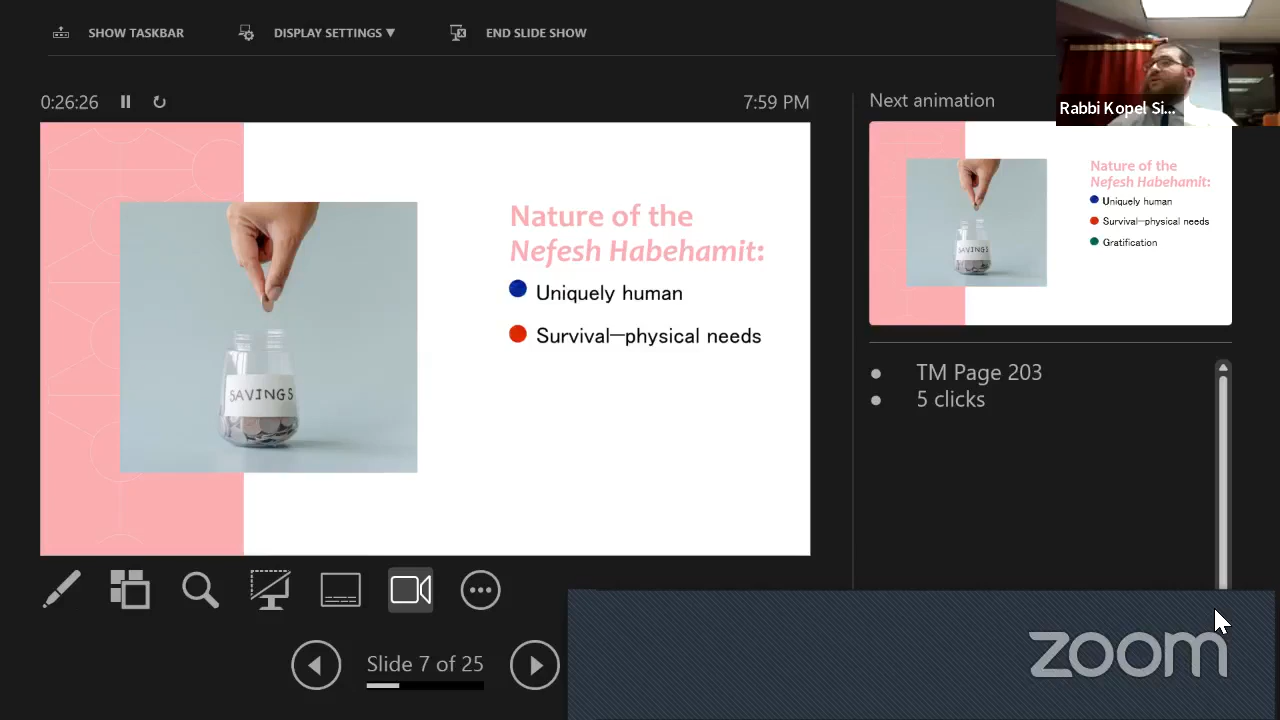 SHOW TASKBAR
DISPLAY SETTINGS ▼
END SLIDE SHOW
0:26:26
7:59 PM
Next animation
Rabbi Kopel Si...
Nature of the
Nefesh Habehamit:
● Uniquely human
● Survival—physical needs
SAVINGS
Nature of the
Nefesh Habehamit:
● Uniquely human
● Survival—physical needs
● Gratification
SAVINGS
● TM Page 203
● 5 clicks
Slide 7 of 25
zoom